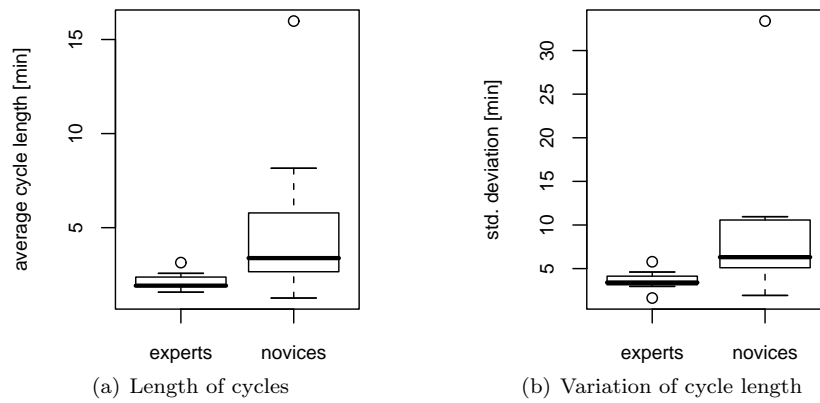 average cycle length [min]
15
10
5
experts
novices
(a) Length of cycles
std. deviation [min]
30
25
20
15
10
5
experts
novices
(b) Variation of cycle length